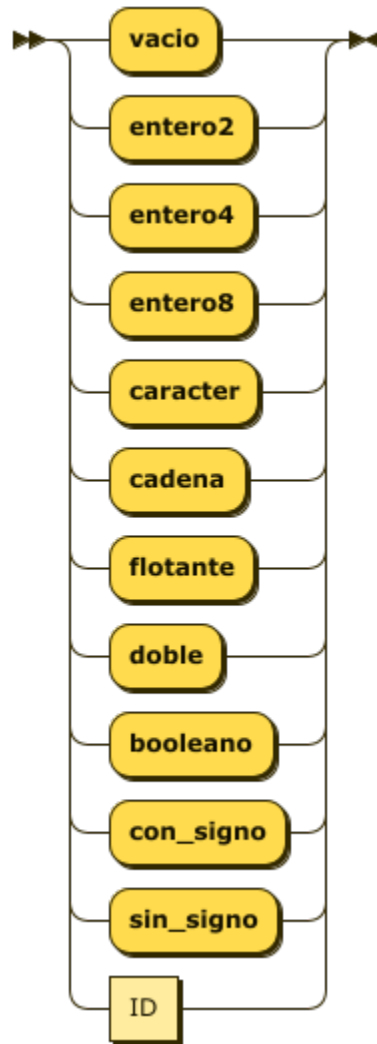 vacio
entero2
entero4
entero8
caracter
cadena
flotante
doble
booleano
con_signo
sin_signo
ID